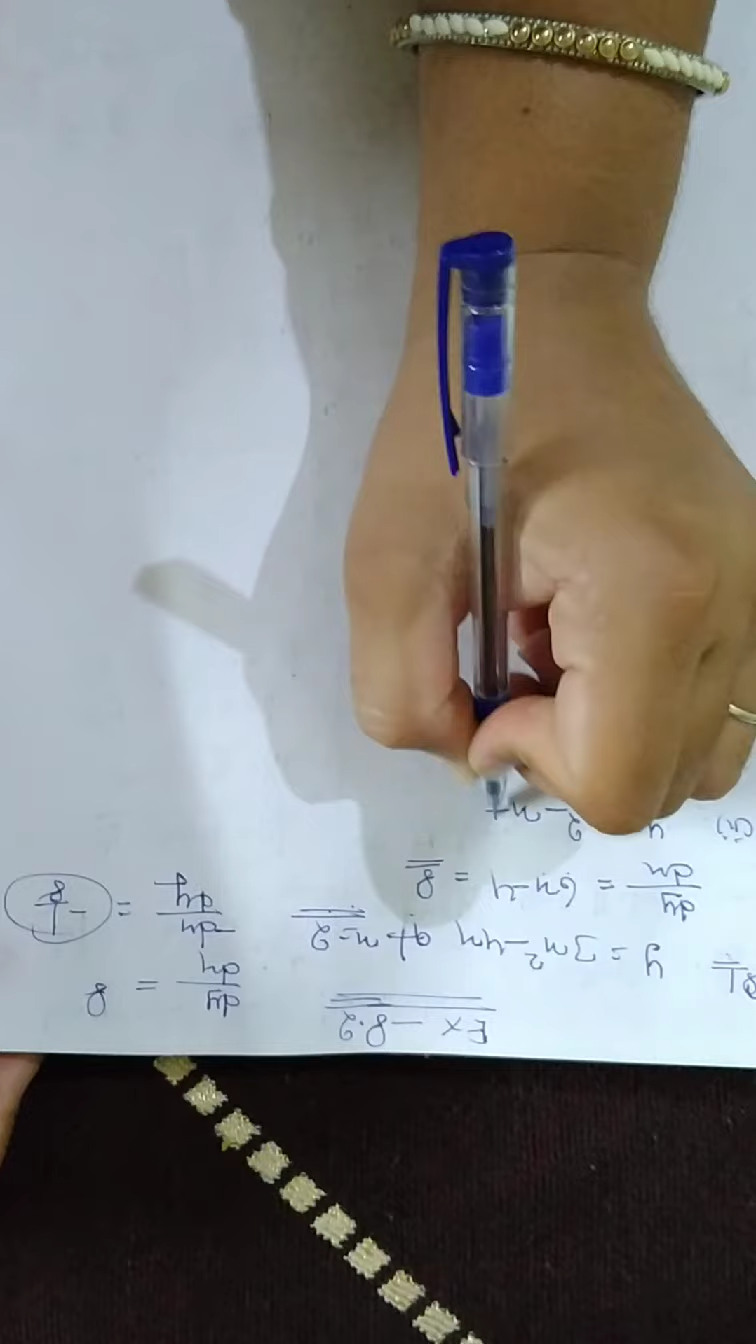 Ex - 8.2
Q1 y = 3x² - 4x at x = 2
dy/dx = 6x - 4 = 8
dy/dx = 8
-dx/dy = -1/8
(ii) y 2 - x +